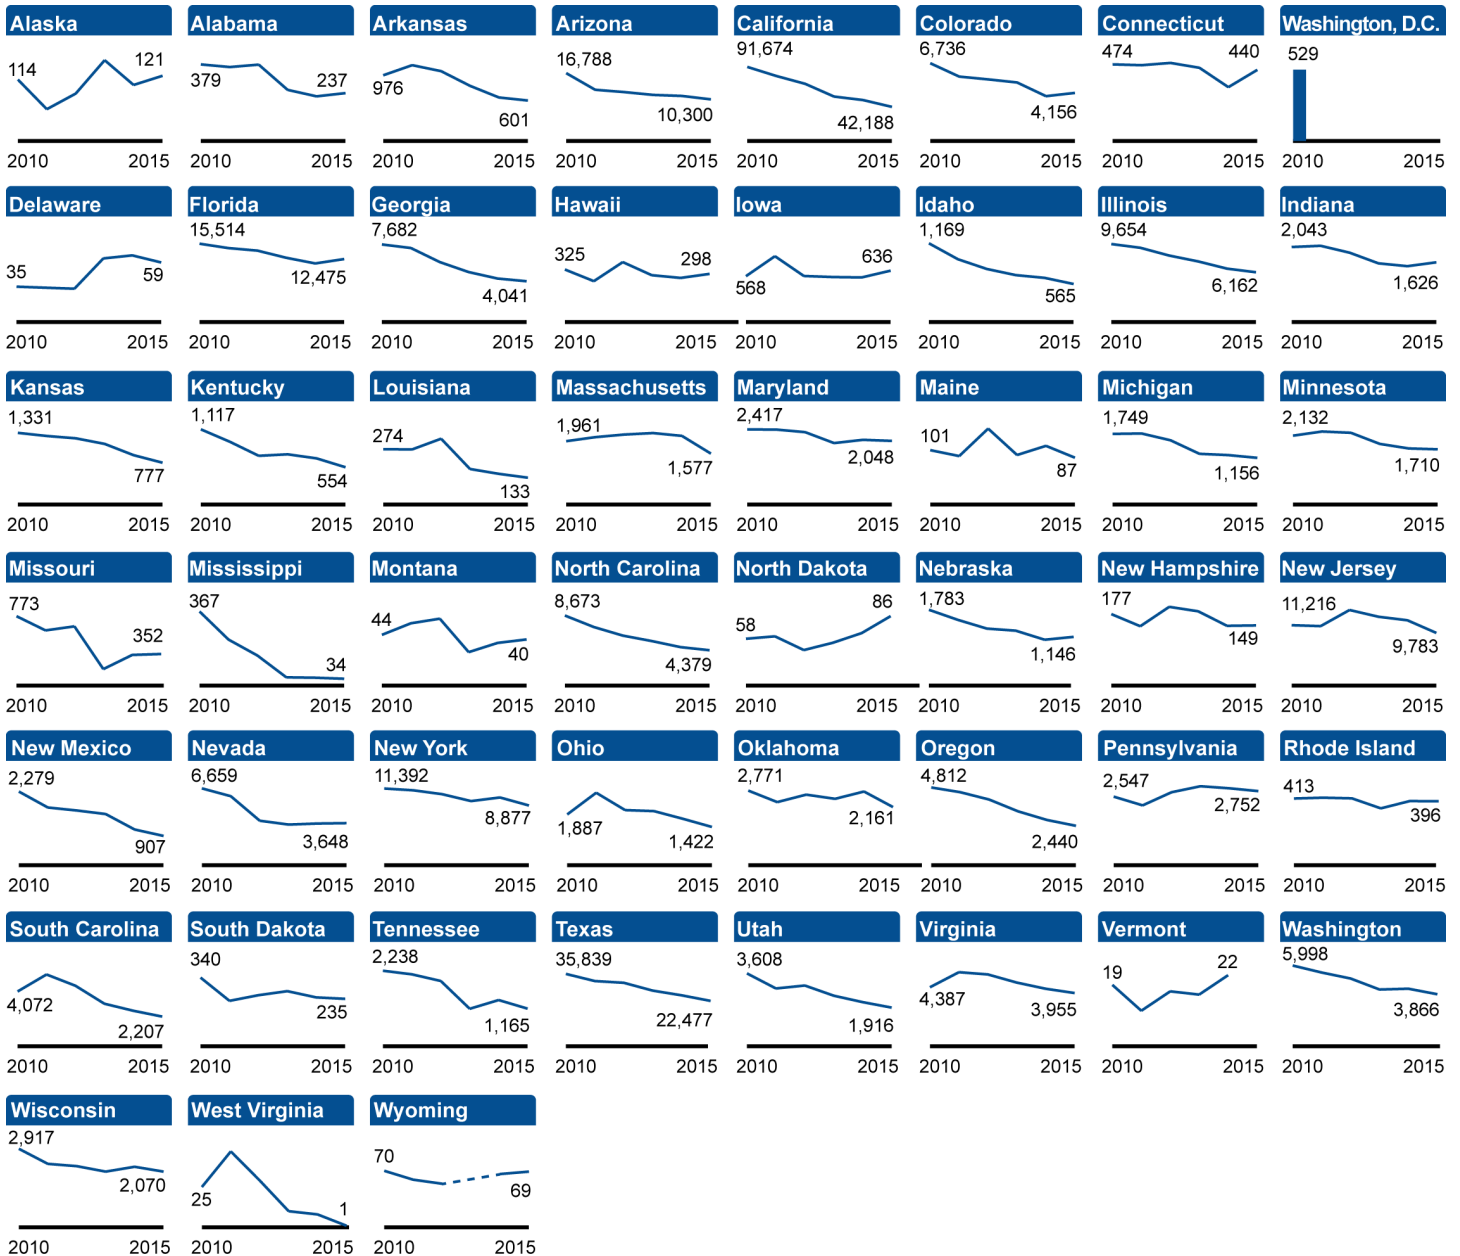 Alaska
114
121
2010 2015
Alabama
379
237
2010 2015
Arkansas
976
601
2010 2015
Arizona
16,788
10,300
2010 2015
California
91,674
42,188
2010 2015
Colorado
6,736
4,156
2010 2015
Connecticut
474
440
2010 2015
Washington, D.C.
529
2010 2015
Delaware
35
59
2010 2015
Florida
15,514
12,475
2010 2015
Georgia
7,682
4,041
2010 2015
Hawaii
325
298
2010 2015
Iowa
568
636
2010 2015
Idaho
1,169
565
2010 2015
Illinois
9,654
6,162
2010 2015
Indiana
2,043
1,626
2010 2015
Kansas
1,331
777
2010 2015
Kentucky
1,117
554
2010 2015
Louisiana
274
133
2010 2015
Massachusetts
1,961
1,577
2010 2015
Maryland
2,417
2,048
2010 2015
Maine
101
87
2010 2015
Michigan
1,749
1,156
2010 2015
Minnesota
2,132
1,710
2010 2015
Missouri
773
352
2010 2015
Mississippi
367
34
2010 2015
Montana
44
40
2010 2015
North Carolina
8,673
4,379
2010 2015
North Dakota
58
86
2010 2015
Nebraska
1,783
1,146
2010 2015
New Hampshire
177
149
2010 2015
New Jersey
11,216
9,783
2010 2015
New Mexico
2,279
907
2010 2015
Nevada
6,659
3,648
2010 2015
New York
11,392
8,877
2010 2015
Ohio
1,887
1,422
2010 2015
Oklahoma
2,771
2,161
2010 2015
Oregon
4,812
2,440
2010 2015
Pennsylvania
2,547
2,752
2010 2015
Rhode Island
413
396
2010 2015
South Carolina
4,072
2,207
2010 2015
South Dakota
340
235
2010 2015
Tennessee
2,238
1,165
2010 2015
Texas
35,839
22,477
2010 2015
Utah
3,608
1,916
2010 2015
Virginia
4,387
3,955
2010 2015
Vermont
19
22
2010 2015
Washington
5,998
3,866
2010 2015
Wisconsin
2,917
2,070
2010 2015
West Virginia
25
1
2010 2015
Wyoming
70
69
2010 2015